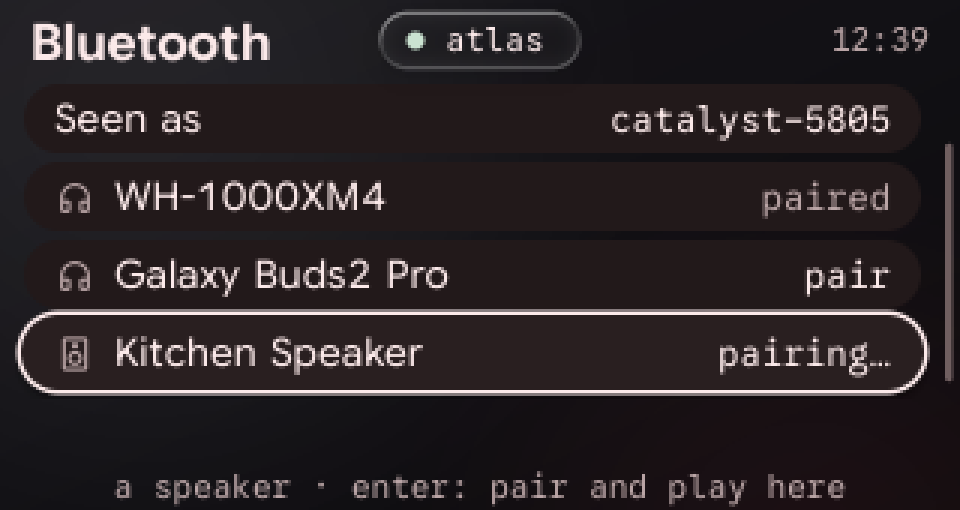 Bluetooth
atlas
12:39
Seen as catalyst-5805
WH-1000XM4 paired
Galaxy Buds2 Pro pair
Kitchen Speaker pairing…
a speaker · enter: pair and play here